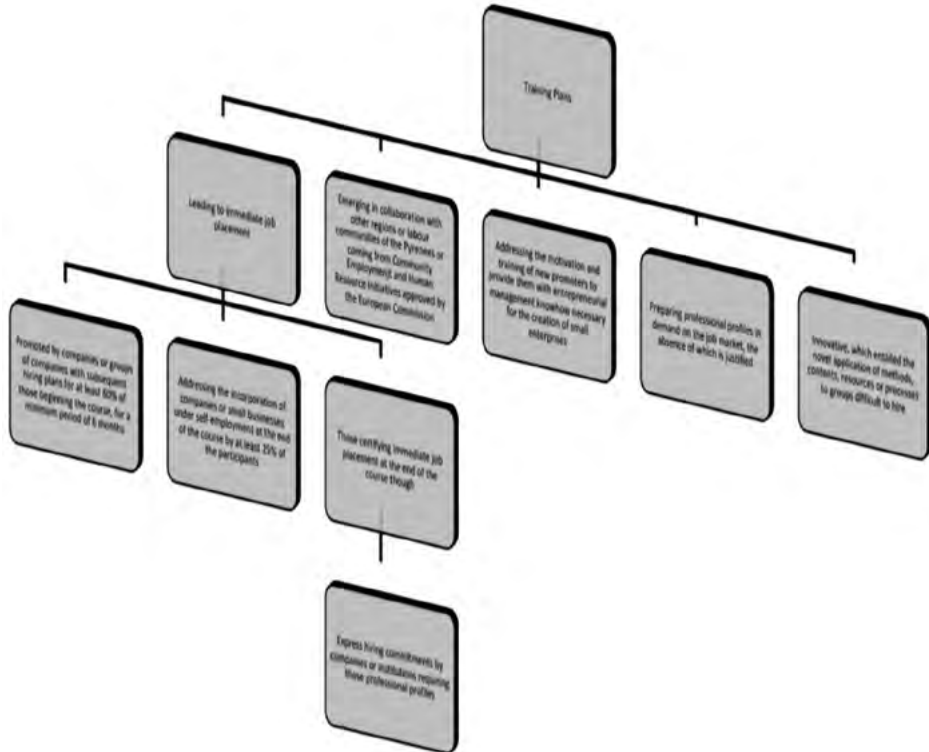 Training Plans
Leading to immediate job
placement
Emerging in collaboration with
other regions or labour
communities of the Pyrenees or
coming from Community
Employment and Human
Resource Initiatives approved by
the European Commission
Addressing the motivation and
training of new promoters to
provide them with entrepreneurial
management knowhow necessary
for the creation of small
enterprises
Preparing professional profiles in
demand on the job market, the
absence of which is justified
Innovative, which entailed the
novel application of methods,
contents, resources or processes
to groups difficult to hire
Promoted by companies or groups
of companies with subsequent
hiring plans for at least 60% of
those beginning the course, for a
minimum period of 6 months
Addressing the incorporation of
companies or small businesses
under self-employment at the end
of the course by at least 25% of
the participants
Those certifying immediate job
placement at the end of the
course though
Express hiring commitments by
companies or institutions requiring
those professional profiles